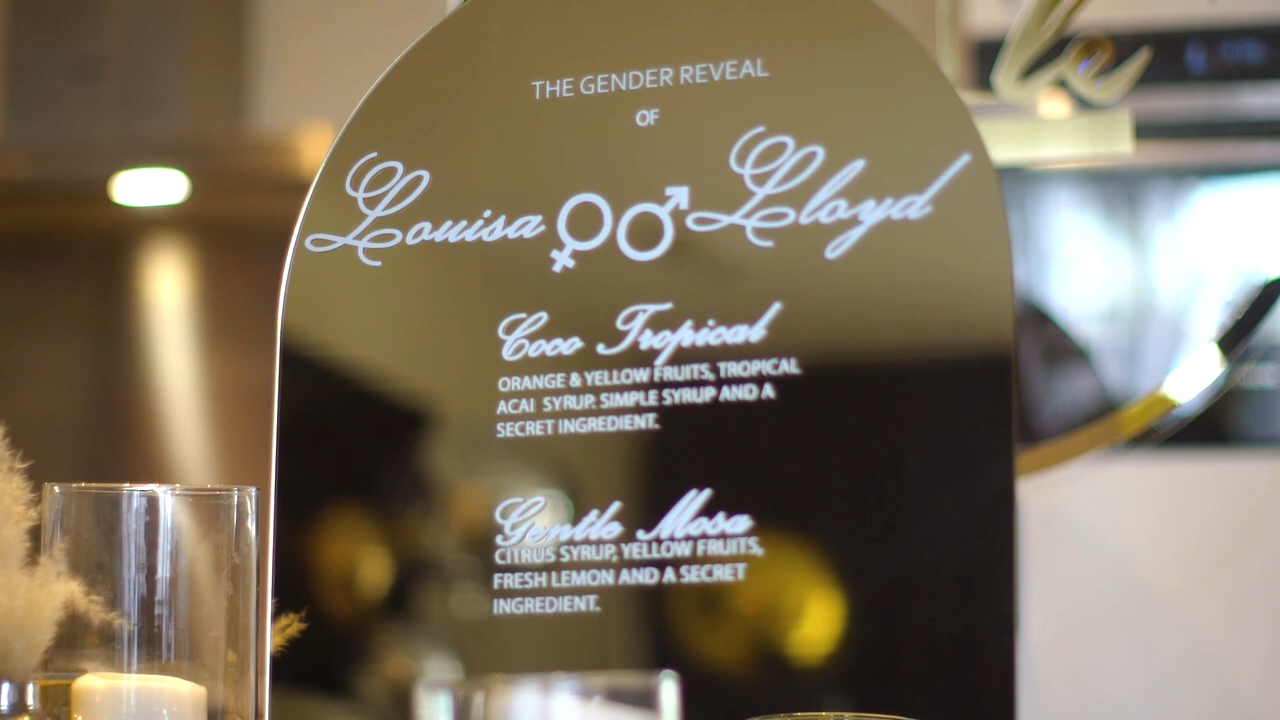 THE GENDER REVEAL
OF
Louisa ♀♂ Lloyd
Coco Tropical
ORANGE & YELLOW FRUITS, TROPICAL
ACAI SYRUP. SIMPLE SYRUP AND A
SECRET INGREDIENT.
Gentle Mosa
CITRUS SYRUP, YELLOW FRUITS,
FRESH LEMON AND A SECRET
INGREDIENT.
le